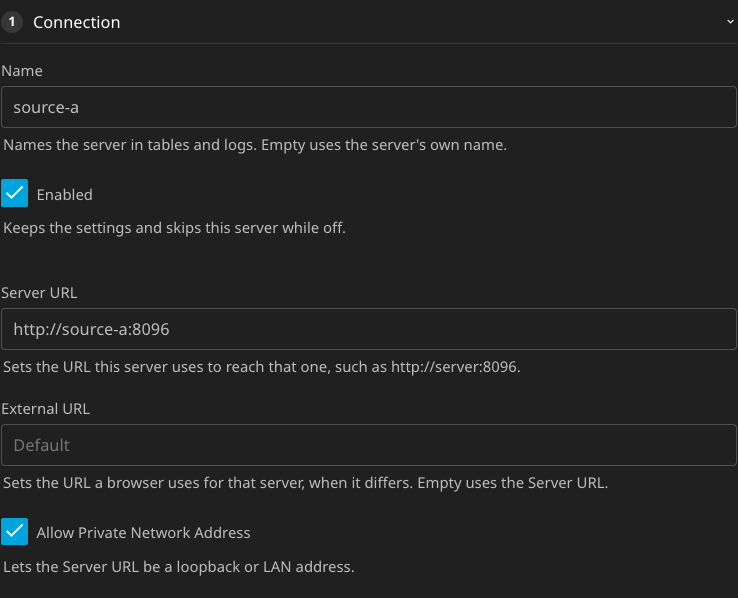 1 Connection
Name
source-a
Names the server in tables and logs. Empty uses the server's own name.
Enabled
Keeps the settings and skips this server while off.
Server URL
http://source-a:8096
Sets the URL this server uses to reach that one, such as http://server:8096.
External URL
Default
Sets the URL a browser uses for that server, when it differs. Empty uses the Server URL.
Allow Private Network Address
Lets the Server URL be a loopback or LAN address.